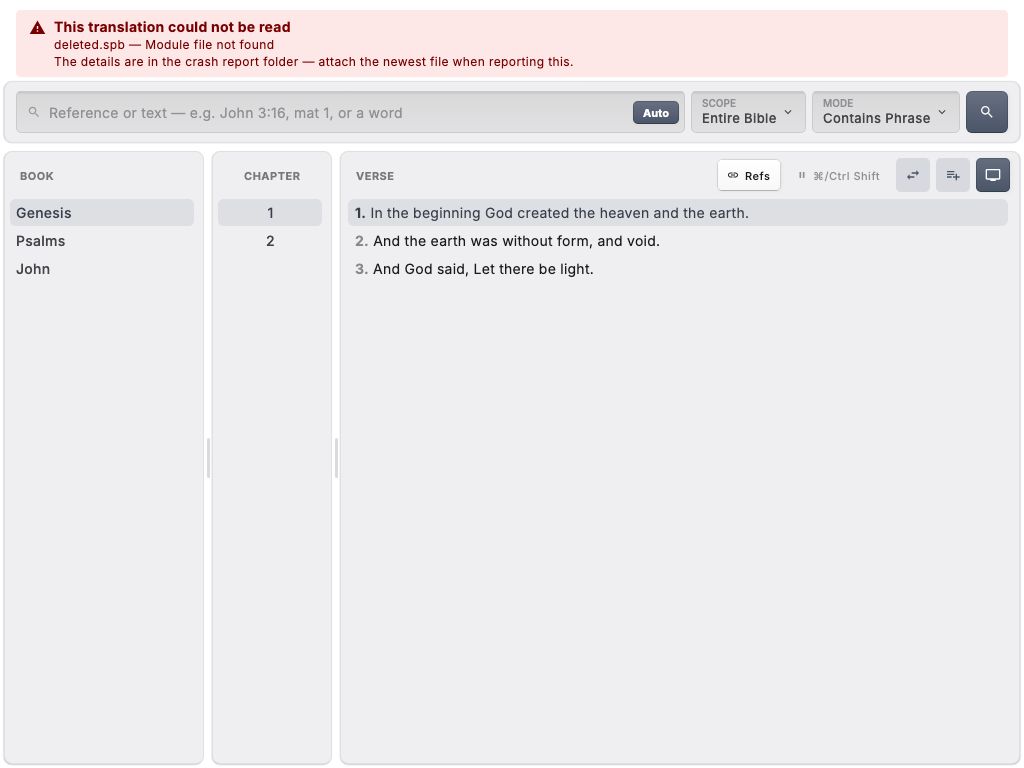 This translation could not be read
deleted.spb — Module file not found
The details are in the crash report folder — attach the newest file when reporting this.
Reference or text — e.g. John 3:16, mat 1, or a word
Auto
SCOPE
Entire Bible
MODE
Contains Phrase
BOOK
CHAPTER
VERSE
Refs
⌘/Ctrl Shift
Genesis
1
1. In the beginning God created the heaven and the earth.
Psalms
2
2. And the earth was without form, and void.
John
3. And God said, Let there be light.